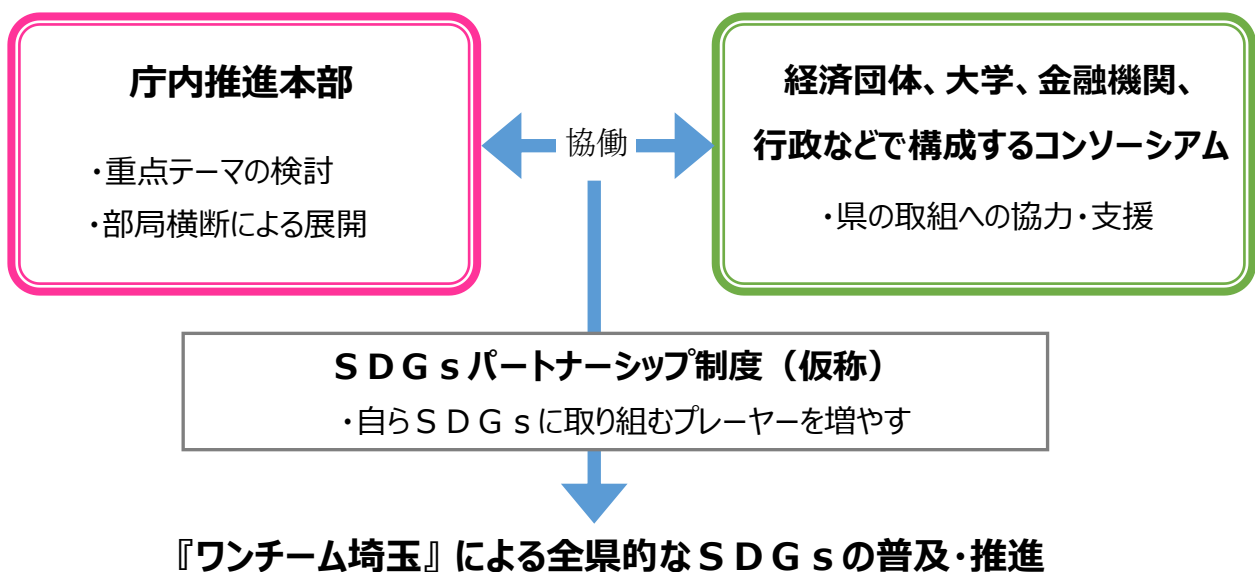 庁内推進本部
・重点テーマの検討
・部局横断による展開
協働
経済団体、大学、金融機関、
行政などで構成するコンソーシアム
・県の取組への協力・支援
ＳＤＧｓパートナーシップ制度（仮称）
・自らＳＤＧｓに取り組むプレーヤーを増やす
『ワンチーム埼玉』による全県的なＳＤＧｓの普及・推進